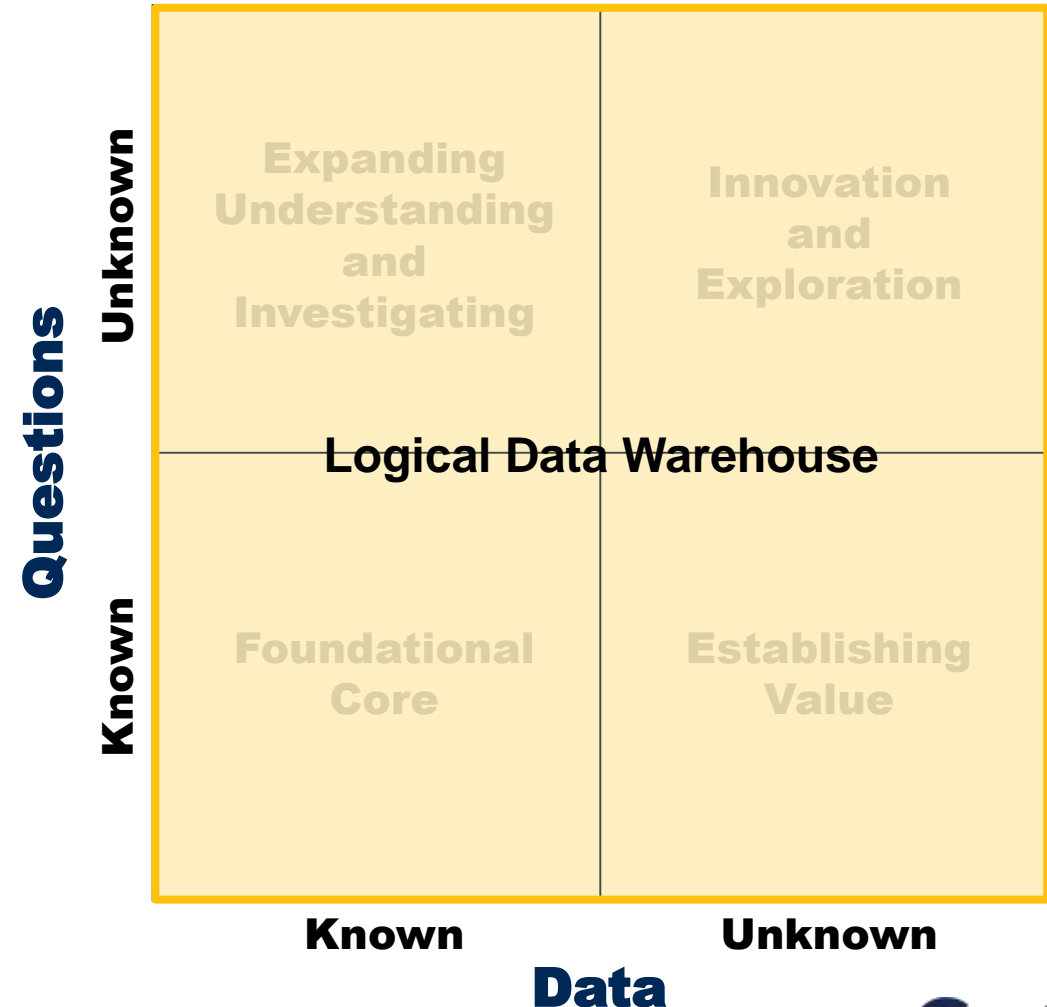 Questions
Unknown
Known
Expanding
Understanding
and
Investigating
Innovation
and
Exploration
Logical Data Warehouse
Foundational
Core
Establishing
Value
Known
Unknown
Data